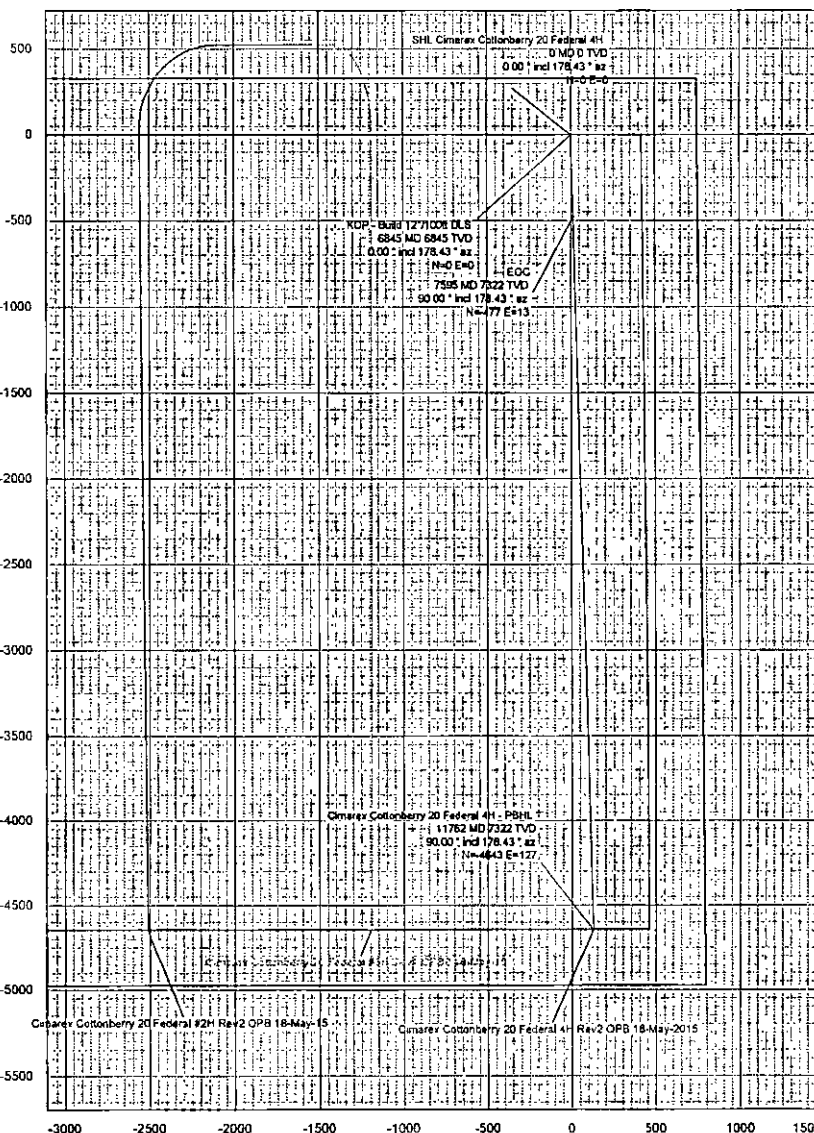 SHL Cimarex Cottonberry 20 Federal 4H
0 MD 0 TVD
0.00 ° incl 178.43 ° az
N=0 E=0
KOP - Build 12°/100ft DLS
6845 MD 6845 TVD
0.00 ° incl 178.43 ° az
N=0 E=0
EOC
7595 MD 7322 TVD
90.00 ° incl 178.43 ° az
N=-477 E=13
Cimarex Cottonberry 20 Federal 4H - PBHL
11762 MD 7322 TVD
90.00 ° incl 178.43 ° az
N=-4643 E=127
Federal
Cimarex Cottonberry 20 Federal #2H Rev2 OPB 18-May-15
Cimarex Cottonberry 20 Federal 4H Rev2 OPB 18-May-2015
500
0
-500
-1000
-1500
-2000
-2500
-3000
-3500
-4000
-4500
-5000
-5500
-3000 -2500 -2000 -1500 -1000 -500 0 500 1000 150